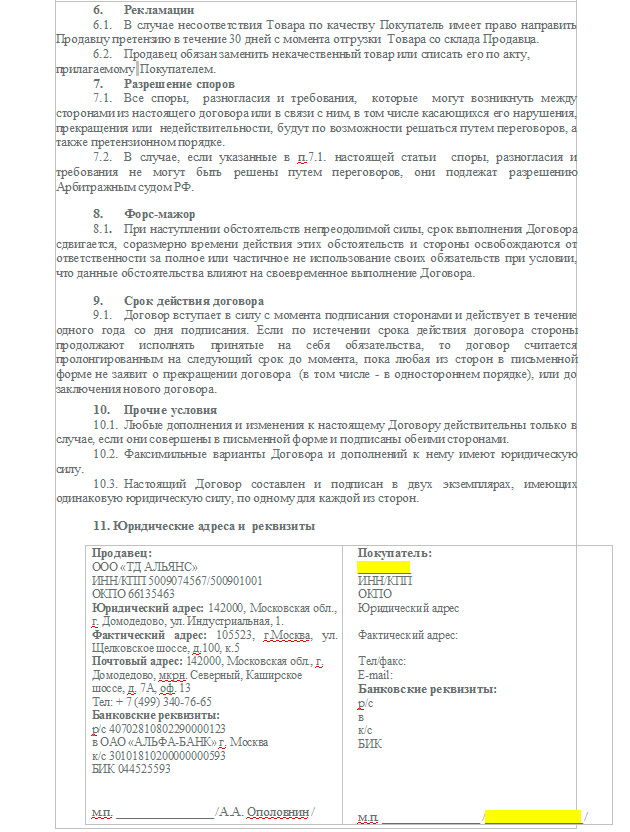 6. Рекламации
6.1. В случае несоответствия Товара по качеству Покупатель имеет право направить
Продавцу претензию в течение 30 дней с момента отгрузки Товара со склада Продавца.
6.2. Продавец обязан заменить некачественный товар или списать его по акту,
прилагаемому Покупателем.
7. Разрешение споров
7.1. Все споры, разногласия и требования, которые могут возникнуть между
сторонами из настоящего договора или в связи с ним, в том числе касающихся его нарушения,
прекращения или недействительности, будут по возможности решаться путем переговоров, а
также претензионном порядке.
7.2. В случае, если указанные в п.7.1. настоящей статьи споры, разногласия и
требования не могут быть решены путем переговоров, они подлежат разрешению
Арбитражным судом РФ.
8. Форс-мажор
8.1. При наступлении обстоятельств непреодолимой силы, срок выполнения Договора
сдвигается, соразмерно времени действия этих обстоятельств и стороны освобождаются от
ответственности за полное или частичное не использование своих обязательств при условии,
что данные обстоятельства влияют на своевременное выполнение Договора.
9. Срок действия договора
9.1. Договор вступает в силу с момента подписания сторонами и действует в течение
одного года со дня подписания. Если по истечении срока действия договора стороны
продолжают исполнять принятые на себя обязательства, то договор считается
пролонгированным на следующий срок до момента, пока любая из сторон в письменной
форме не заявит о прекращении договора (в том числе - в одностороннем порядке), или до
заключения нового договора.
10. Прочие условия
10.1. Любые дополнения и изменения к настоящему Договору действительны только в
случае, если они совершены в письменной форме и подписаны обеими сторонами.
10.2. Факсимильные варианты Договора и дополнений к нему имеют юридическую
силу.
10.3. Настоящий Договор составлен и подписан в двух экземплярах, имеющих
одинаковую юридическую силу, по одному для каждой из сторон.
11. Юридические адреса и реквизиты
Продавец:
ООО «ТД АЛЬЯНС»
ИНН/КПП 5009074567/500901001
ОКПО 66135463
Юридический адрес: 142000, Московская обл.,
г. Домодедово, ул. Индустриальная, 1.
Фактический адрес: 105523, г.Москва, ул.
Щелковское шоссе, д.100, к.5
Почтовый адрес: 142000, Московская обл., г.
Домодедово, мкрн. Северный, Каширское
шоссе, д. 7А, оф. 13
Тел: + 7 (499) 340-76-65
Банковские реквизиты:
р/с 40702810802290000123
в ОАО «АЛЬФА-БАНК» г. Москва
к/с 30101810200000000593
БИК 044525593
м.п. ________________ / А.А. Ополовнин /
Покупатель:
ИНН/КПП
ОКПО
Юридический адрес
Фактический адрес:
Тел/факс:
E-mail:
Банковские реквизиты:
р/с
в
к/с
БИК
м.п. ________________ /________________ /